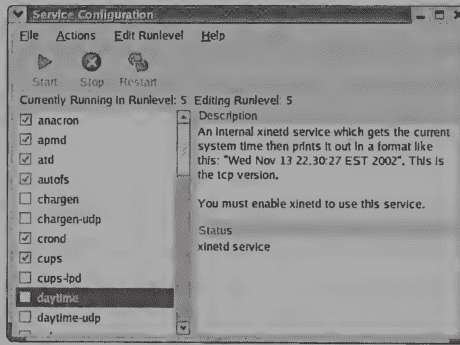 Service Configuration
File Actions Edit Runlevel Help
Start Stop Restart
Currently Running in Runlevel: 5 Editing Runlevel: 5
anacron
apmd
atd
autofs
chargen
chargen-udp
crond
cups
cups-lpd
daytime
daytime-udp
Description
An internal xinetd service which gets the current
system time then prints it out in a format like
this: "Wed Nov 13 22:30:27 EST 2002". This is
the tcp version.
You must enable xinetd to use this service.
Status
xinetd service